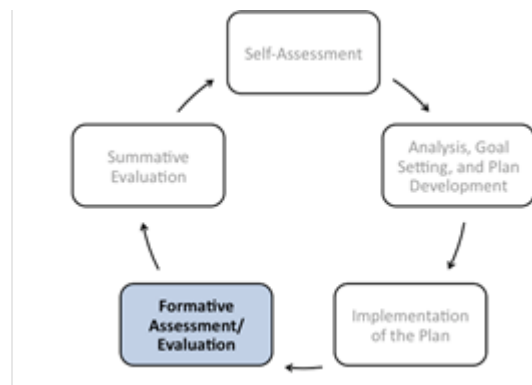 Self-Assessment
Analysis, Goal
Setting, and Plan
Development
Implementation
of the Plan
Formative
Assessment/
Evaluation
Summative
Evaluation